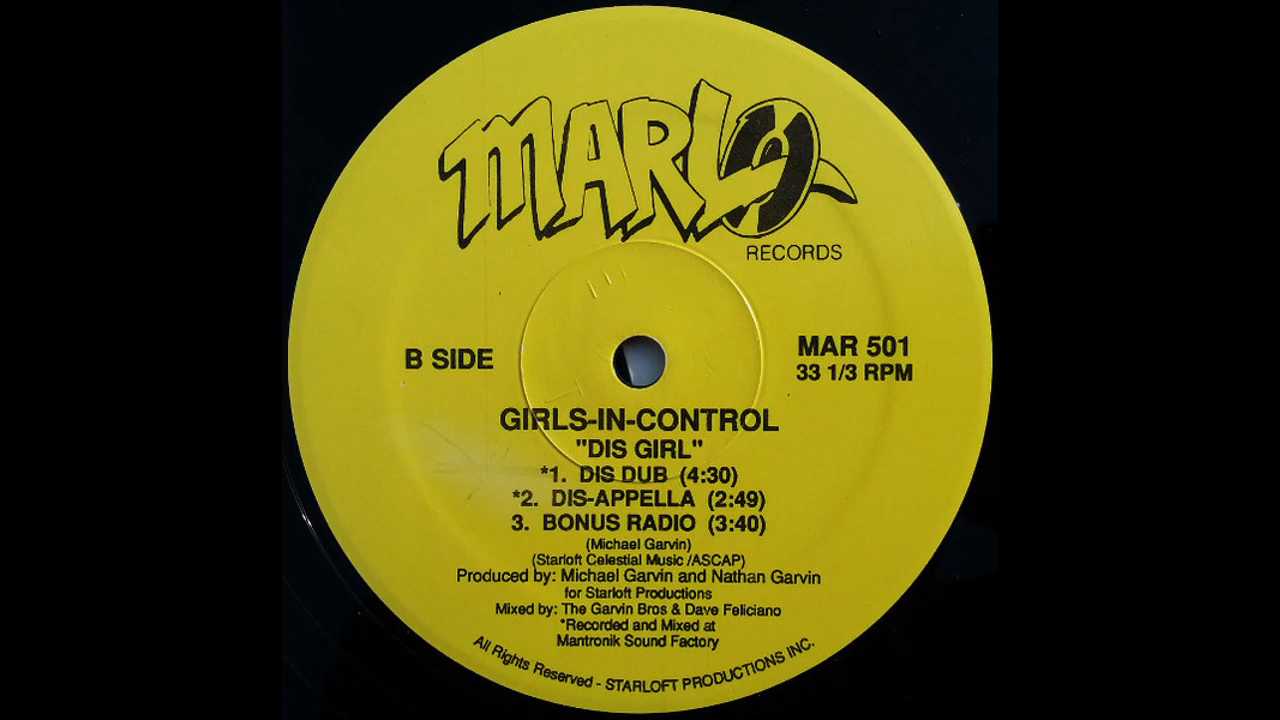 MARLO
RECORDS
B SIDE
MAR 501
33 1/3 RPM
GIRLS-IN-CONTROL
"DIS GIRL"
*1. DIS DUB (4:30)
*2. DIS-APPELLA (2:49)
3. BONUS RADIO (3:40)
(Michael Garvin)
(Starloft Celestial Music /ASCAP)
Produced by: Michael Garvin and Nathan Garvin
for Starloft Productions
Mixed by: The Garvin Bros & Dave Feliciano
*Recorded and Mixed at
Mantronik Sound Factory
All Rights Reserved - STARLOFT PRODUCTIONS INC.